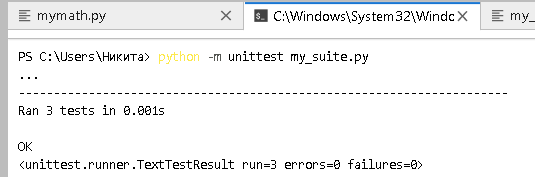 mymath.py
C:\Windows\System32\Windc
my_
PS C:\Users\Никита> python -m unittest my_suite.py
...
----------------------------------------------------------------------
Ran 3 tests in 0.001s
OK
<unittest.runner.TextTestResult run=3 errors=0 failures=0>